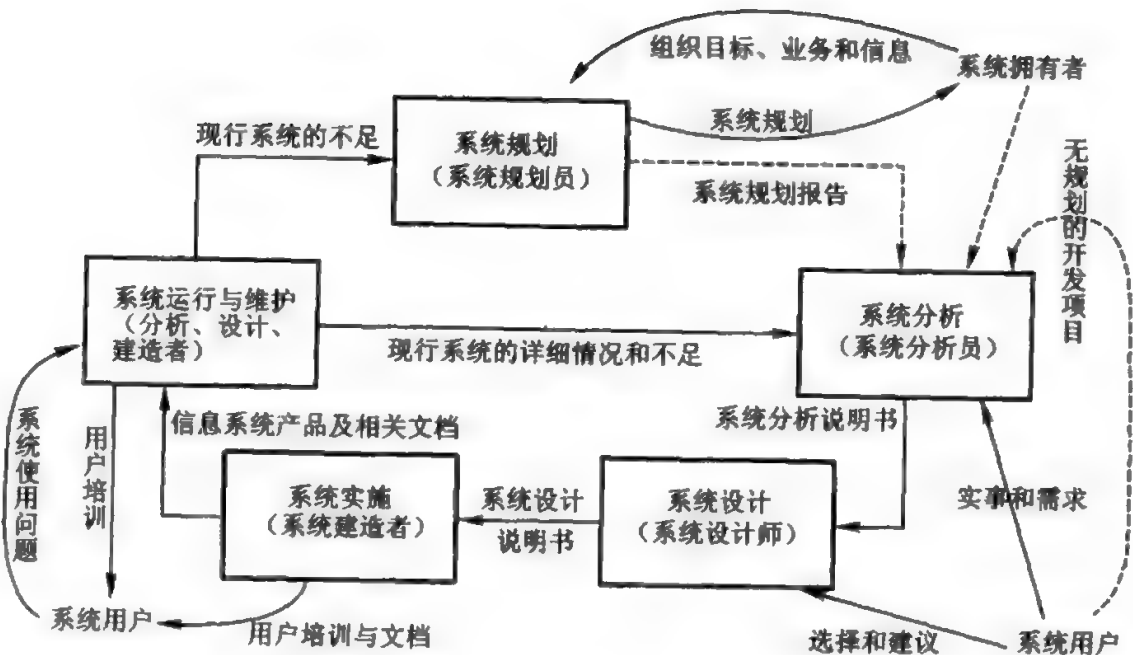 组织目标、业务和信息
系统拥有者
系统规划
现行系统的不足
系统规划
（系统规划员）
系统规划报告
无规划的开发项目
系统运行与维护
（分析、设计、
建造者）
系统分析
（系统分析员）
现行系统的详细情况和不足
系统分析说明书
信息系统产品及相关文档
系统使用问题
用户培训
系统实施
（系统建造者）
系统设计
说明书
系统设计
（系统设计师）
实事和需求
系统用户
用户培训与文档
选择和建议
系统用户